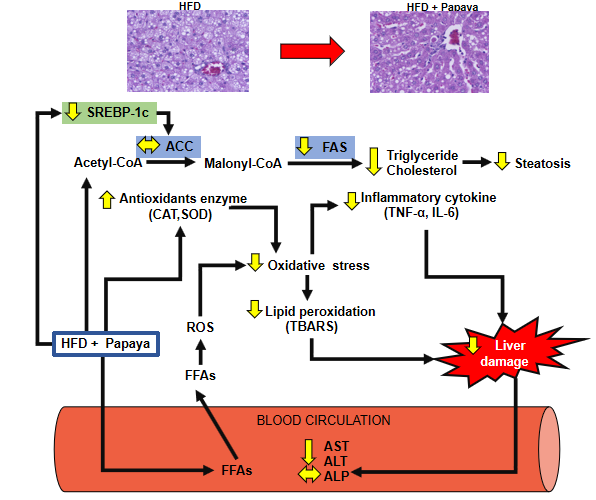 HFD
HFD + Papaya
SREBP-1c
ACC
FAS
Acetyl-CoA
Malonyl-CoA
Triglyceride
Cholesterol
Steatosis
Antioxidants enzyme
(CAT,SOD)
Inflammatory cytokine
(TNF-α, IL-6)
Oxidative stress
Lipid peroxidation
(TBARS)
ROS
HFD + Papaya
Liver
damage
FFAs
BLOOD CIRCULATION
FFAs
AST
ALT
ALP